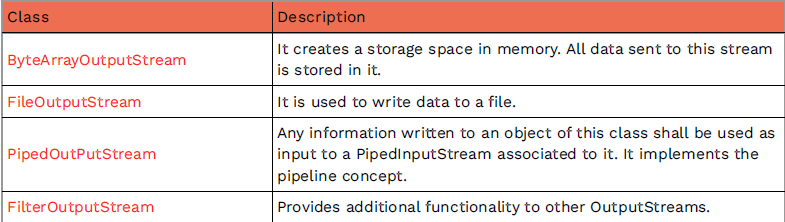 Class Description
ByteArrayOutputStream
It creates a storage space in memory. All data sent to this stream
is stored in it.
FileOutputStream It is used to write data to a file.
PipedOutPutStream
Any information written to an object of this class shall be used as
input to a PipedInputStream associated to it. It implements the
pipeline concept.
FilterOutputStream Provides additional functionality to other OutputStreams.